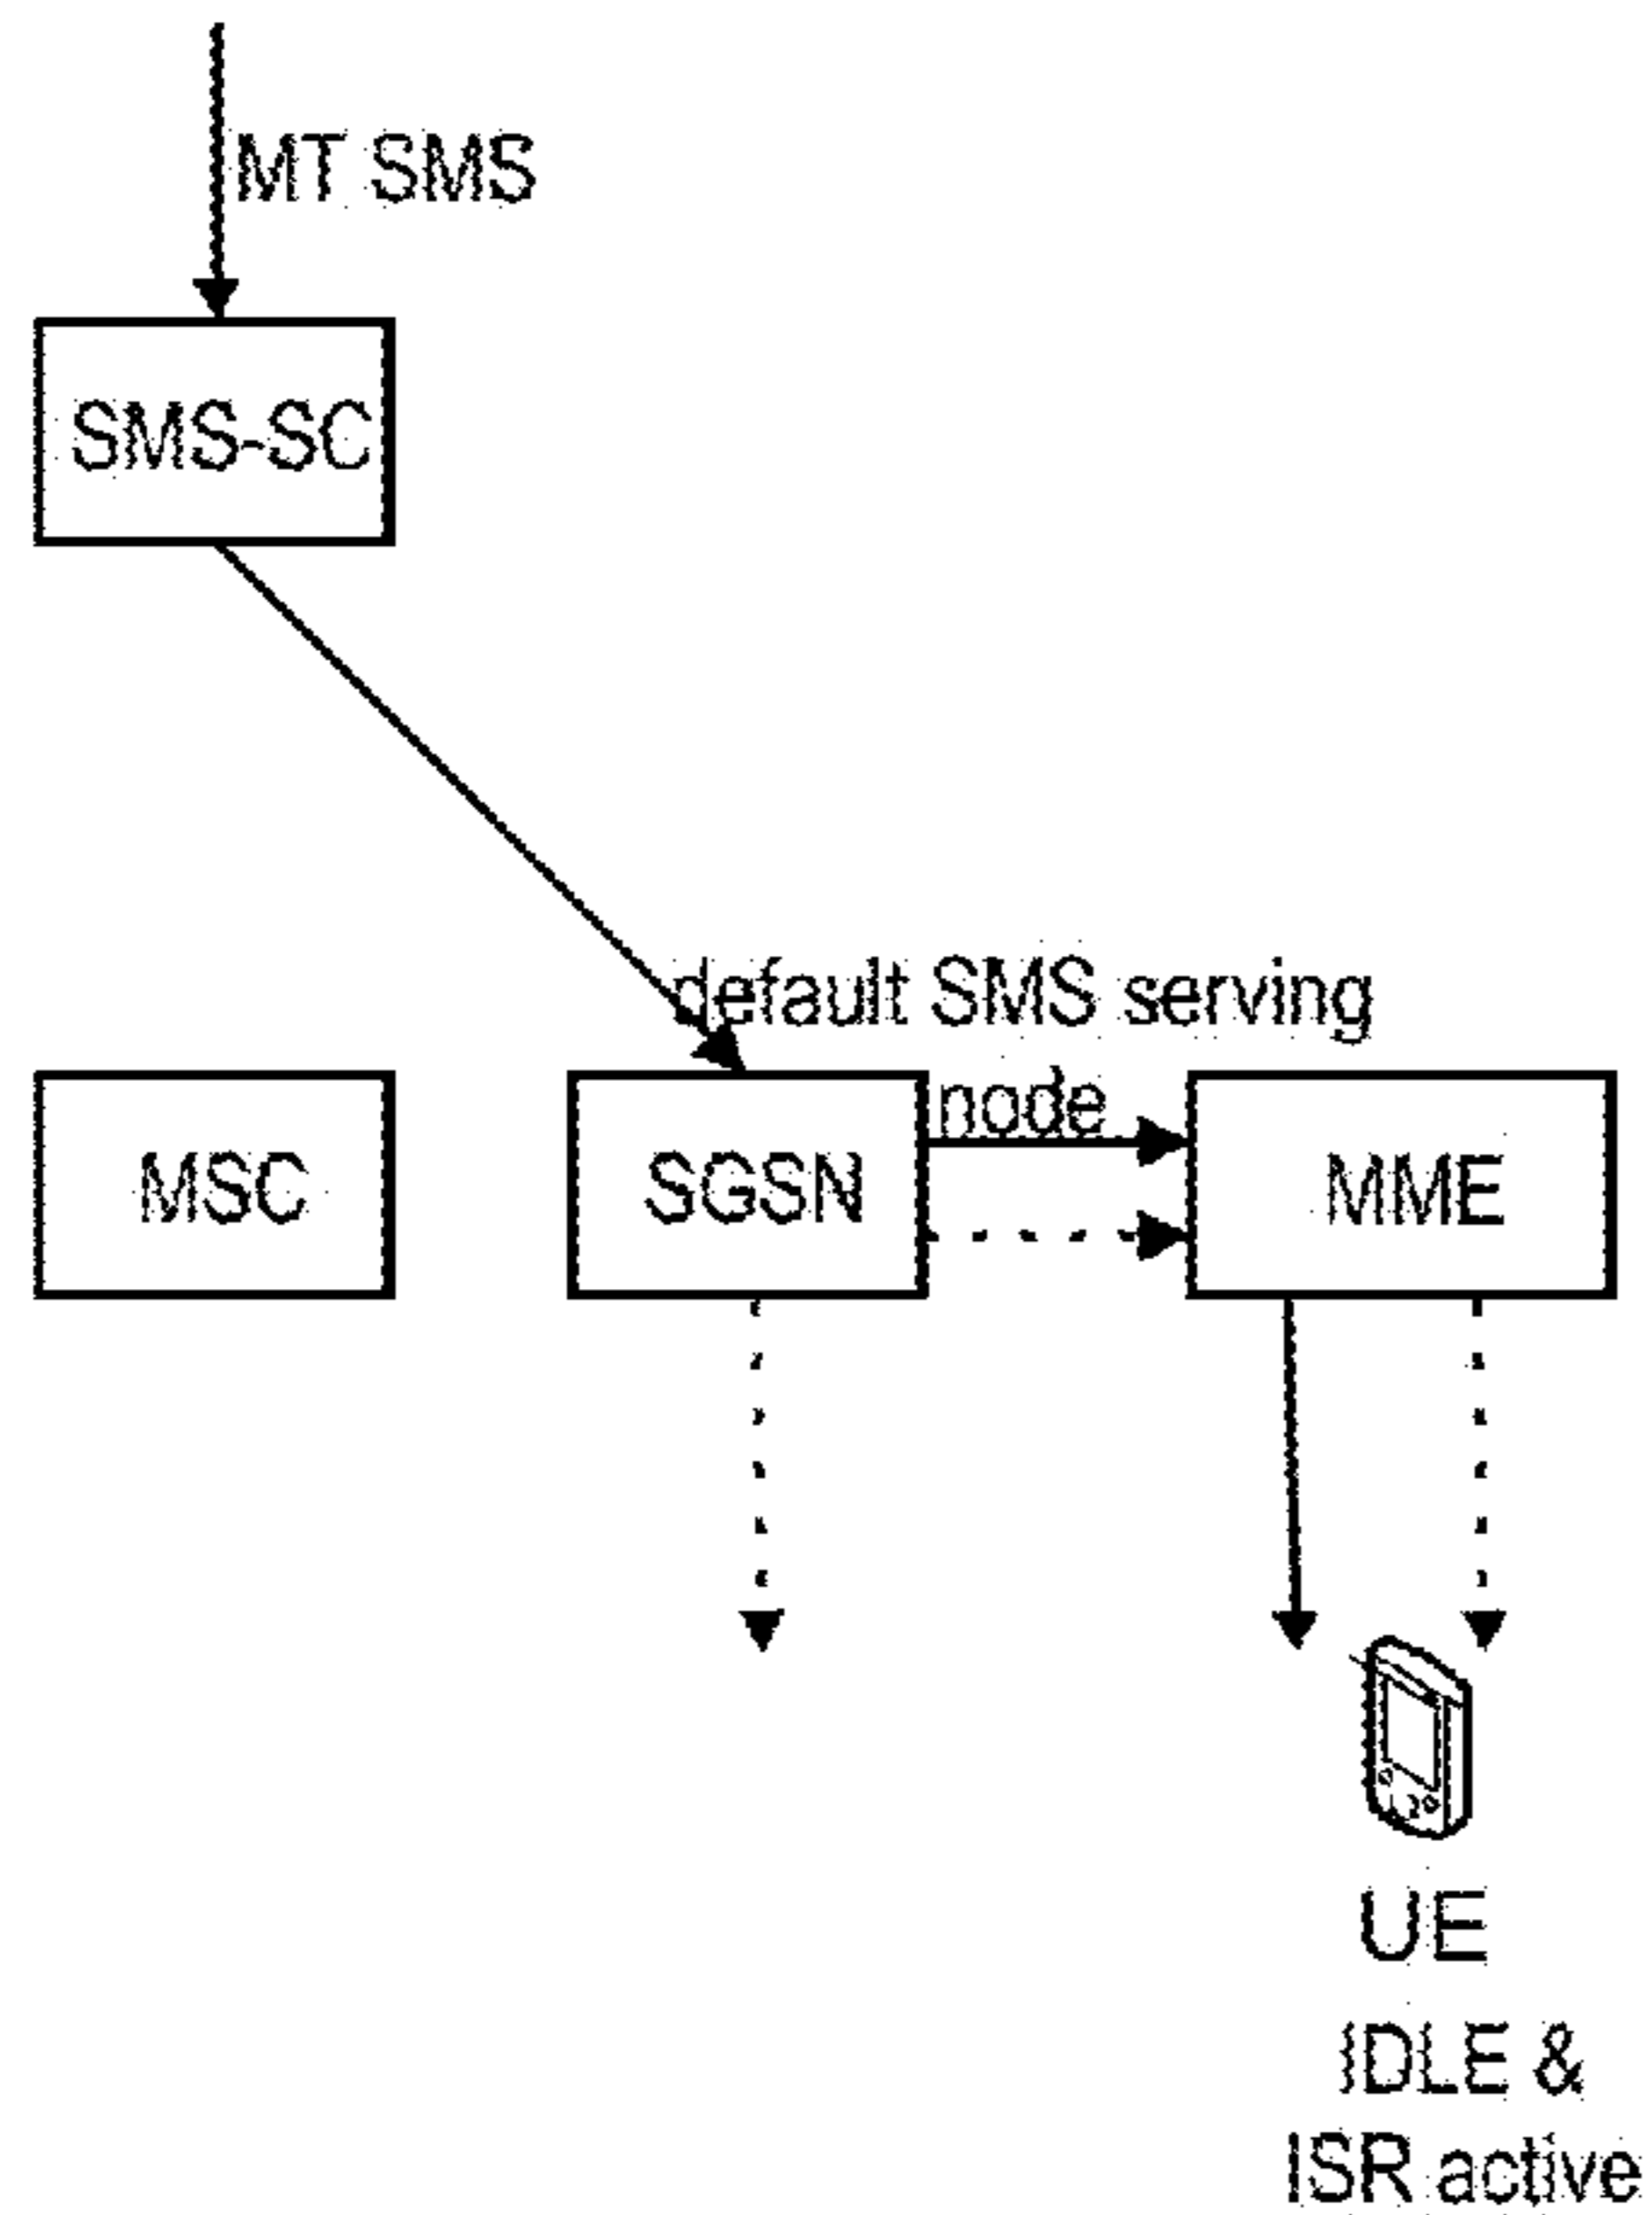 MT SMS
SMS-SC
default SMS serving
node
MSC
SGSN
MME
UE
IDLE &
ISR active